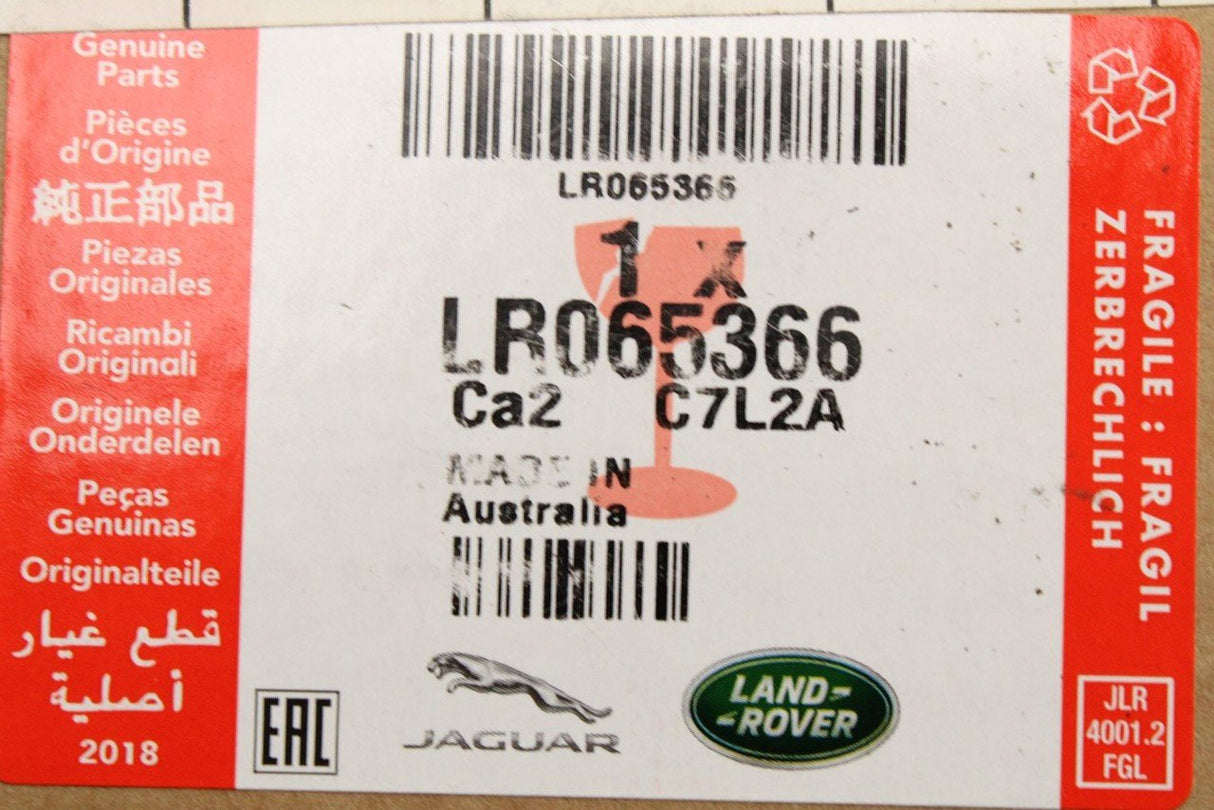 Genuine
Parts
Pièces
d'Origine
純正部品
Piezas
Originales
Ricambi
Originali
Originele
Onderdelen
Peças
Genuinas
Originalteile
قطع غيار
أصلية
2018
LR065366
1 x
LR065366
Ca2 C7L2A
MADE IN
Australia
EAC
JAGUAR
LAND-
-ROVER
FRAGILE : FRAGIL
ZERBRECHLICH
JLR
4001.2
FGL